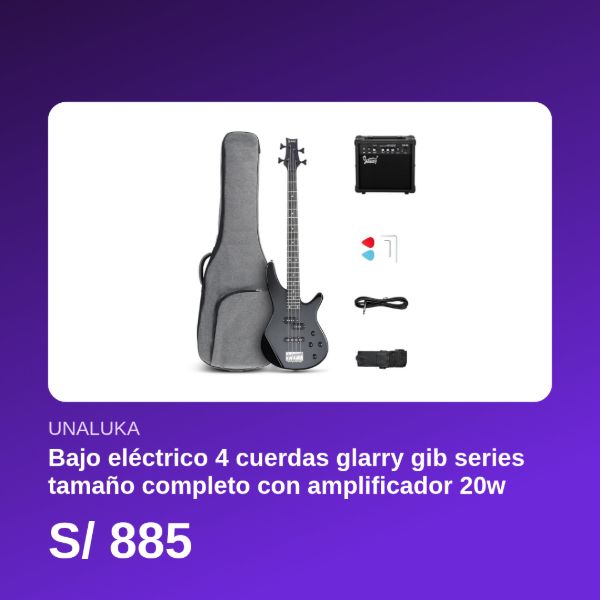 UNALUKA
Bajo eléctrico 4 cuerdas glarry gib series
tamaño completo con amplificador 20w
S/ 885